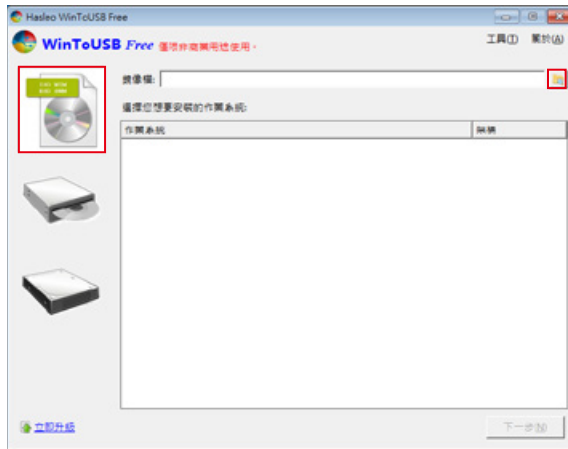 Hasleo WinToUSB Free
WinToUSB Free 僅限非商業用途使用。
工具(T) 關於(A)
映像檔:
選擇您想要安裝的作業系統:
作業系統 架構
立即升級
下一步(N)